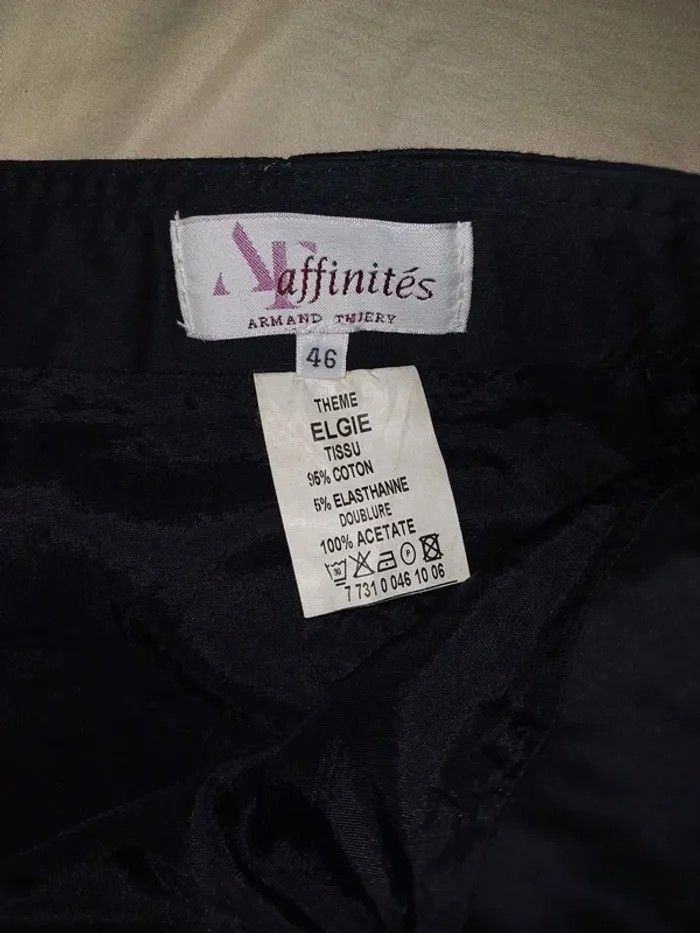 AT
affinités
ARMAND THIERY
46
THEME
ELGIE
TISSU
95% COTON
5% ELASTHANNE
DOUBLURE
100% ACETATE
30 P
7 731 0 046 10 06